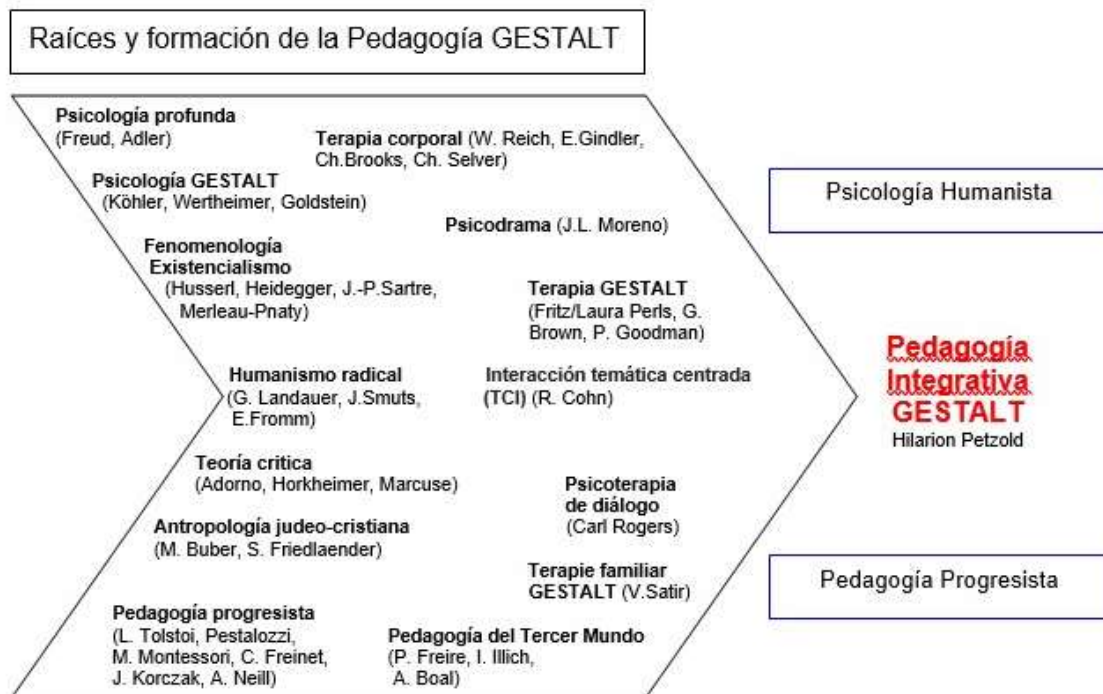 Raíces y formación de la Pedagogía GESTALT
Psicología profunda
(Freud, Adler)
Terapia corporal (W. Reich, E.Gindler,
Ch.Brooks, Ch. Selver)
Psicología GESTALT
(Köhler, Wertheimer, Goldstein)
Psicología Humanista
Psicodrama (J.L. Moreno)
Fenomenología
Existencialismo
(Husserl, Heidegger, J.-P.Sartre,
Merleau-Pnaty)
Terapia GESTALT
(Fritz/Laura Perls, G.
Brown, P. Goodman)
Humanismo radical
(G. Landauer, J.Smuts,
E.Fromm)
Interacción temática centrada
(TCI) (R. Cohn)
Pedagogía
Integrativa
GESTALT
Hilarion Petzold
Teoría critica
(Adorno, Horkheimer, Marcuse)
Psicoterapia
de diálogo
(Carl Rogers)
Antropología judeo-cristiana
(M. Buber, S. Friedlaender)
Terapie familiar
GESTALT (V.Satir)
Pedagogía Progresista
Pedagogía progresista
(L. Tolstoi, Pestalozzi,
M. Montessori, C. Freinet,
J. Korczak, A. Neill)
Pedagogía del Tercer Mundo
(P. Freire, I. Illich,
A. Boal)